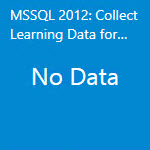 MSSQL 2012: Collect
Learning Data for...
No Data